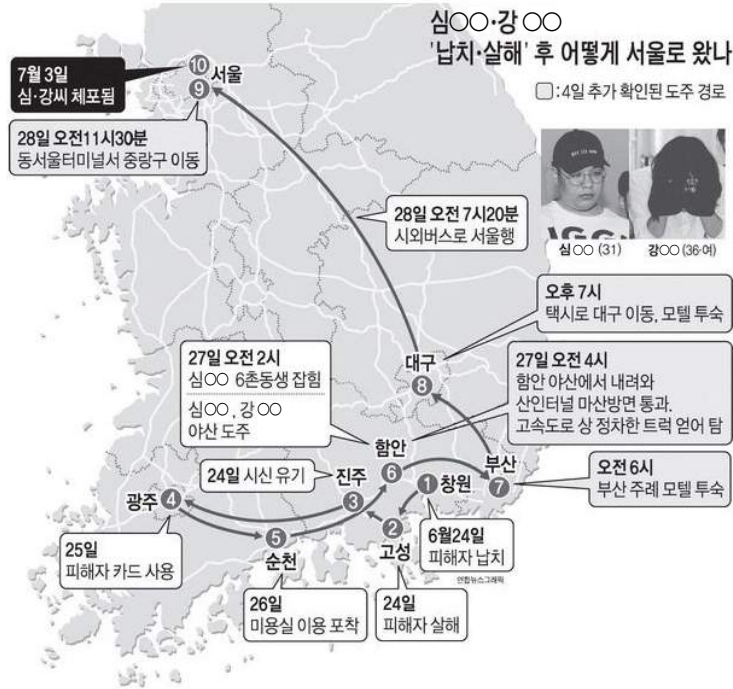 심○○·강 ○○
'납치·살해' 후 어떻게 서울로 왔나
:4일 추가 확인된 도주 경로
7월 3일
심·강씨 체포됨
⑩
서울
⑨
28일 오전11시30분
동서울터미널서 중랑구 이동
28일 오전 7시20분
시외버스로 서울행
심○○ (31)
강○○ (36·여)
오후 7시
택시로 대구 이동, 모텔 투숙
대구
⑧
27일 오전 2시
심○○ 6촌동생 잡힘
심○○, 강○○
야산 도주
27일 오전 4시
함안 야산에서 내려와
산인터널 마산방면 통과.
고속도로 상 정차한 트럭 얻어 탐
함안
⑥
24일 시신 유기
진주
③
①
창원
부산
⑦
오전 6시
부산 주례 모텔 투숙
광주
④
⑤
순천
②
고성
6월24일
피해자 납치
연합뉴스그래픽
25일
피해자 카드 사용
26일
미용실 이용 포착
24일
피해자 살해